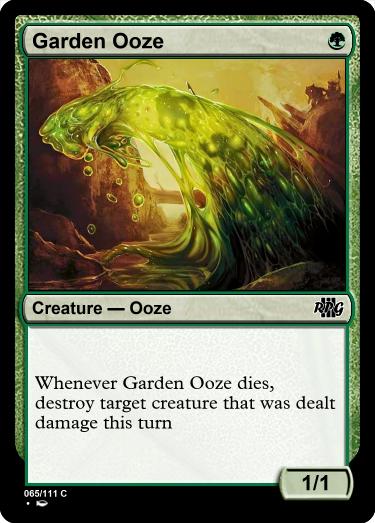 Garden Ooze
Creature — Ooze
RPG
Whenever Garden Ooze dies,
destroy target creature that was dealt
damage this turn
1/1
065/111 C